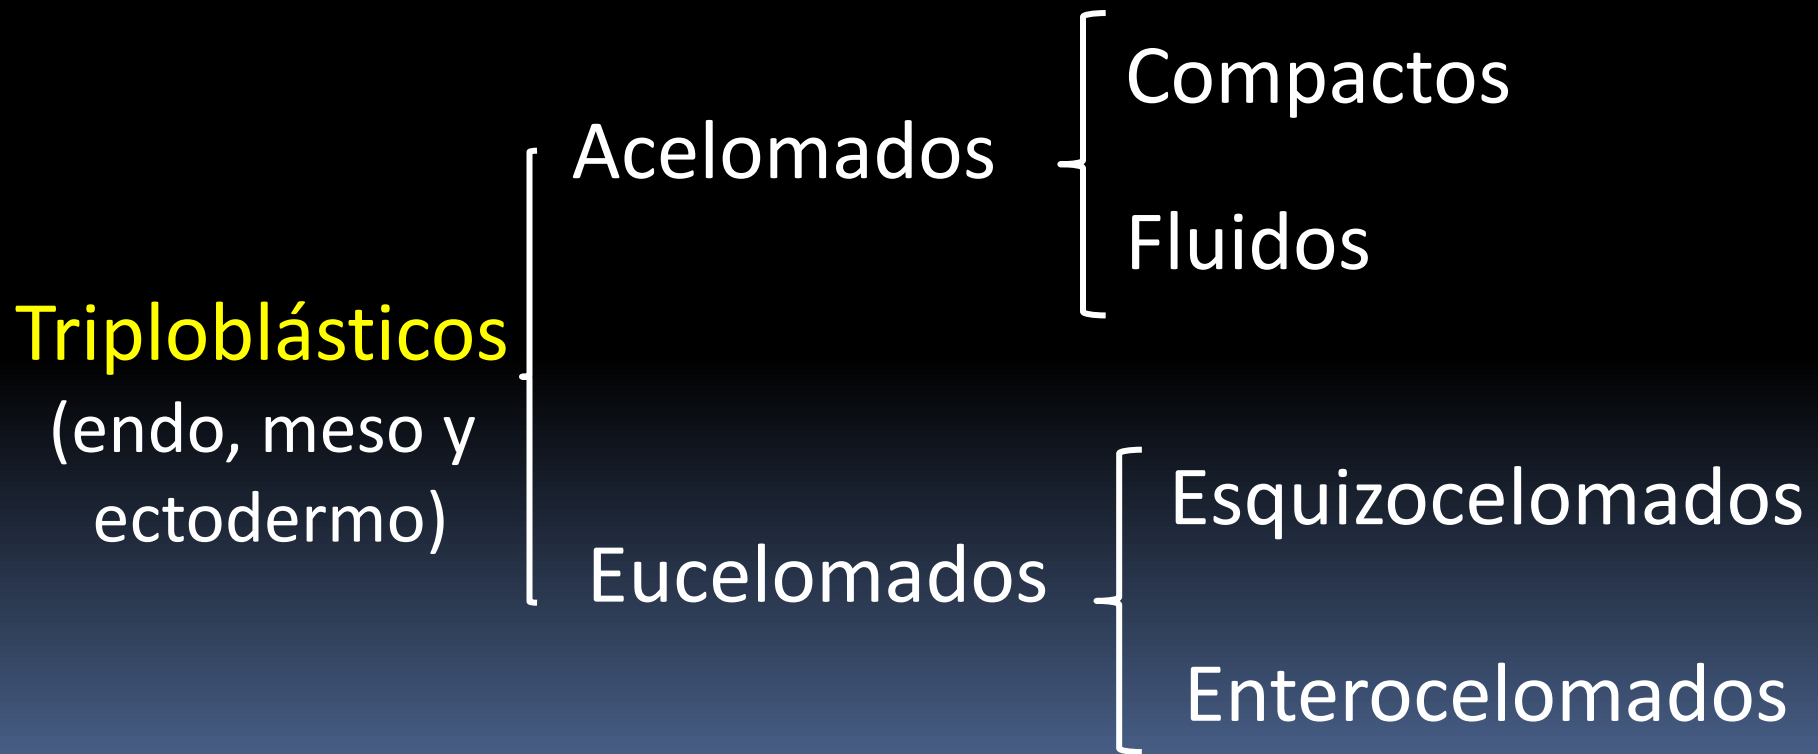 Triploblásticos
(endo, meso y
ectodermo)
Acelomados
Compactos
Fluidos
Eucelomados
Esquizocelomados
Enterocelomados